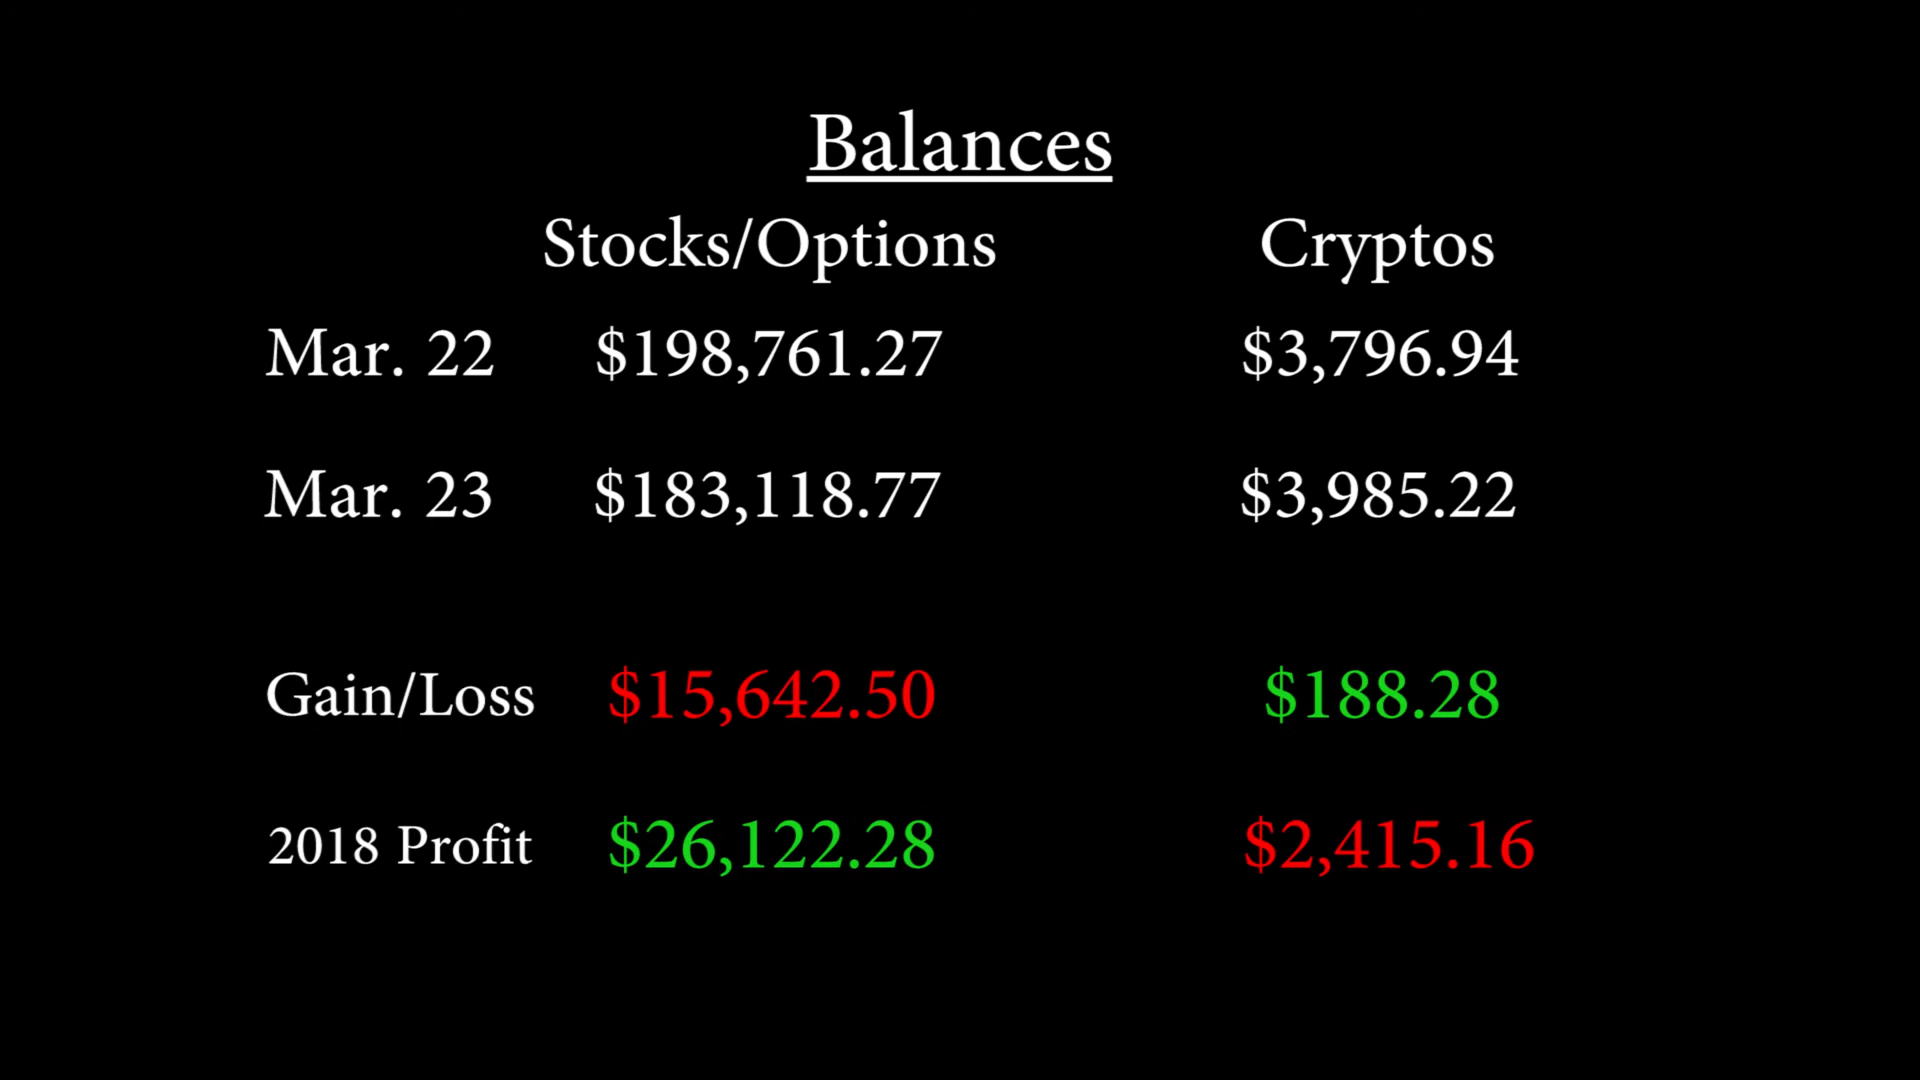 Balances
Stocks/Options Cryptos
Mar. 22 $198,761.27 $3,796.94
Mar. 23 $183,118.77 $3,985.22
Gain/Loss $15,642.50 $188.28
2018 Profit $26,122.28 $2,415.16